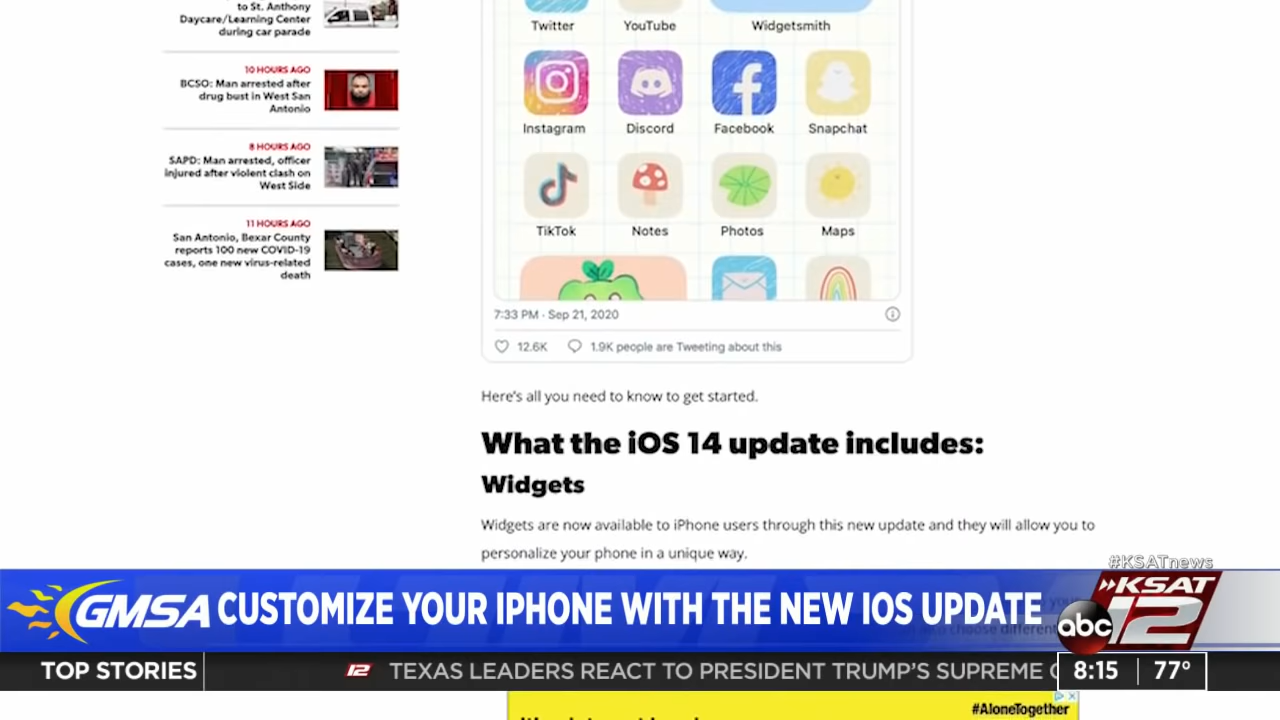 to St. Anthony
Daycare/Learning Center
during car parade
10 HOURS AGO
BCSO: Man arrested after
drug bust in West San
Antonio
8 HOURS AGO
SAPD: Man arrested, officer
injured after violent clash on
West Side
11 HOURS AGO
San Antonio, Bexar County
reports 100 new COVID-19
cases, one new virus-related
death
Twitter YouTube Widgetsmith
Instagram Discord Facebook Snapchat
TikTok Notes Photos Maps
7:33 PM · Sep 21, 2020
12.6K 1.9K people are Tweeting about this
Here's all you need to know to get started.
What the iOS 14 update includes:
Widgets
Widgets are now available to iPhone users through this new update and they will allow you to
personalize your phone in a unique way.
#KSATnews
GMSA CUSTOMIZE YOUR IPHONE WITH THE NEW IOS UPDATE
abc KSAT 12
TOP STORIES 12 TEXAS LEADERS REACT TO PRESIDENT TRUMP'S SUPREME 8:15 77°
#AloneTogether